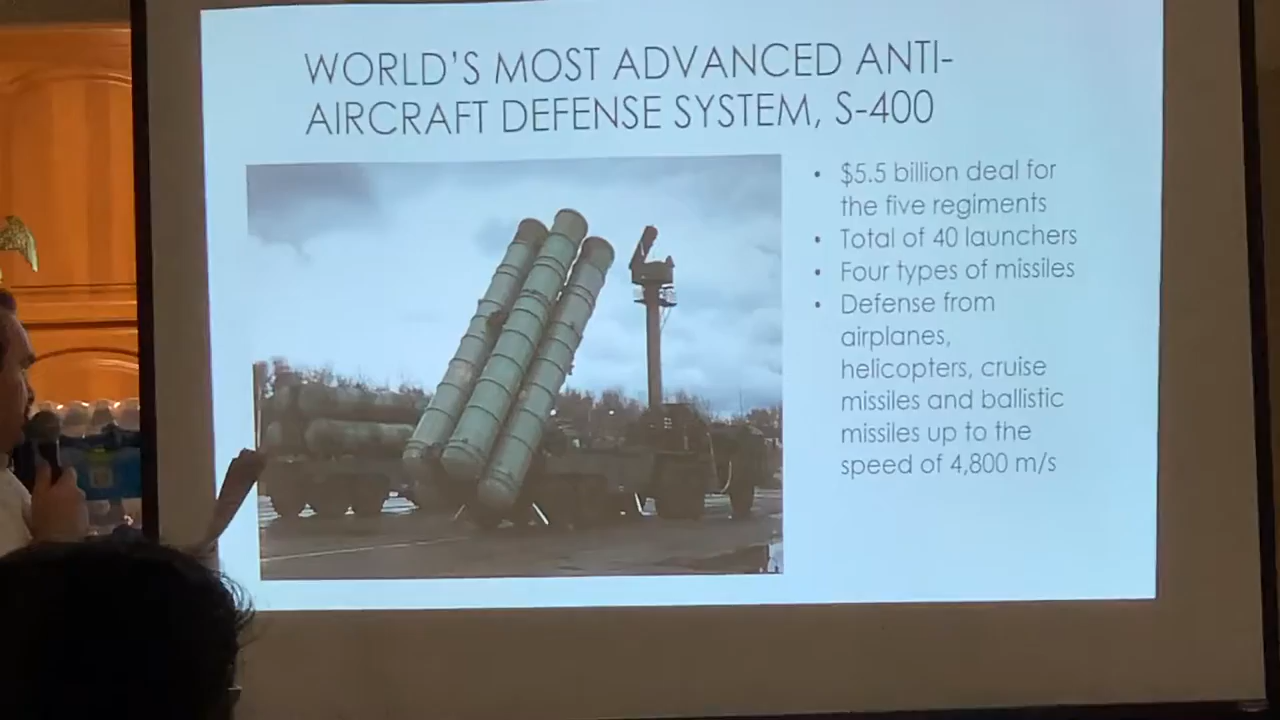 WORLD'S MOST ADVANCED ANTI-
AIRCRAFT DEFENSE SYSTEM, S-400
• $5.5 billion deal for
the five regiments
• Total of 40 launchers
• Four types of missiles
• Defense from
airplanes,
helicopters, cruise
missiles and ballistic
missiles up to the
speed of 4,800 m/s